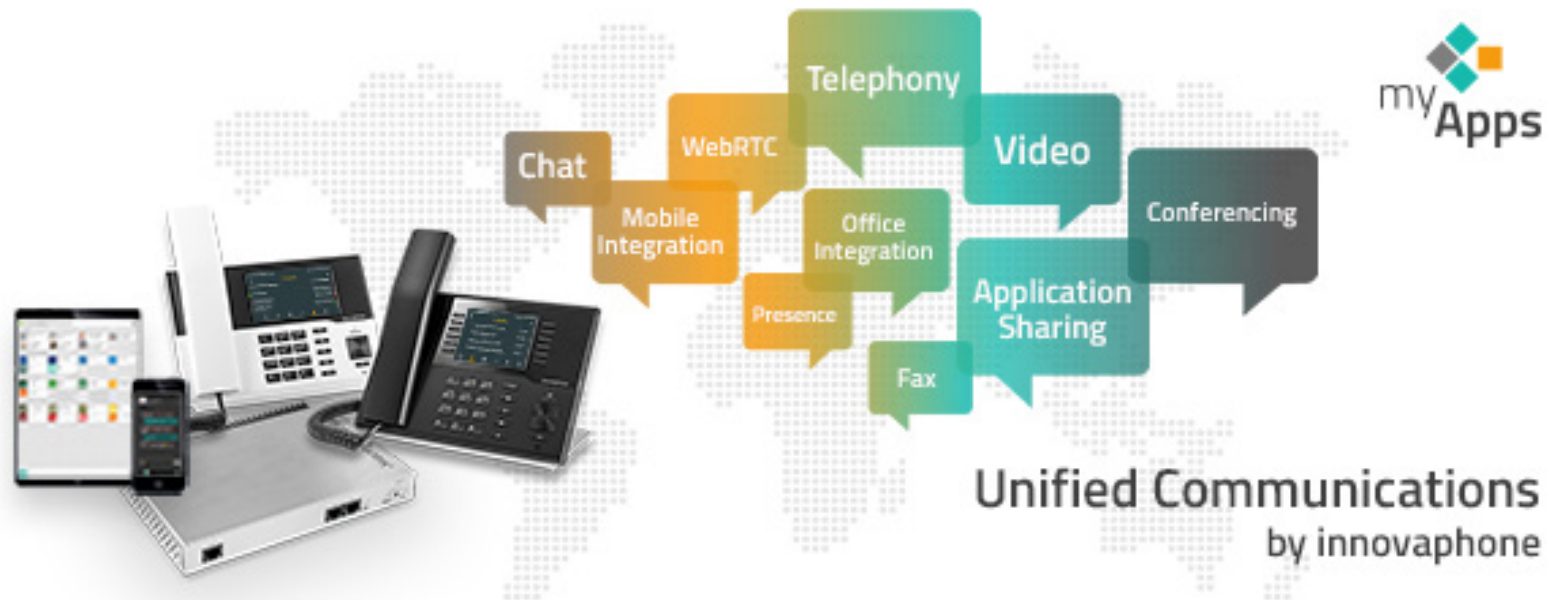 Telephony
my
Apps
WebRTC
Video
Chat
Mobile
Integration
Office
Integration
Conferencing
Presence
Application
Sharing
Fax
Unified Communications
by innovaphone